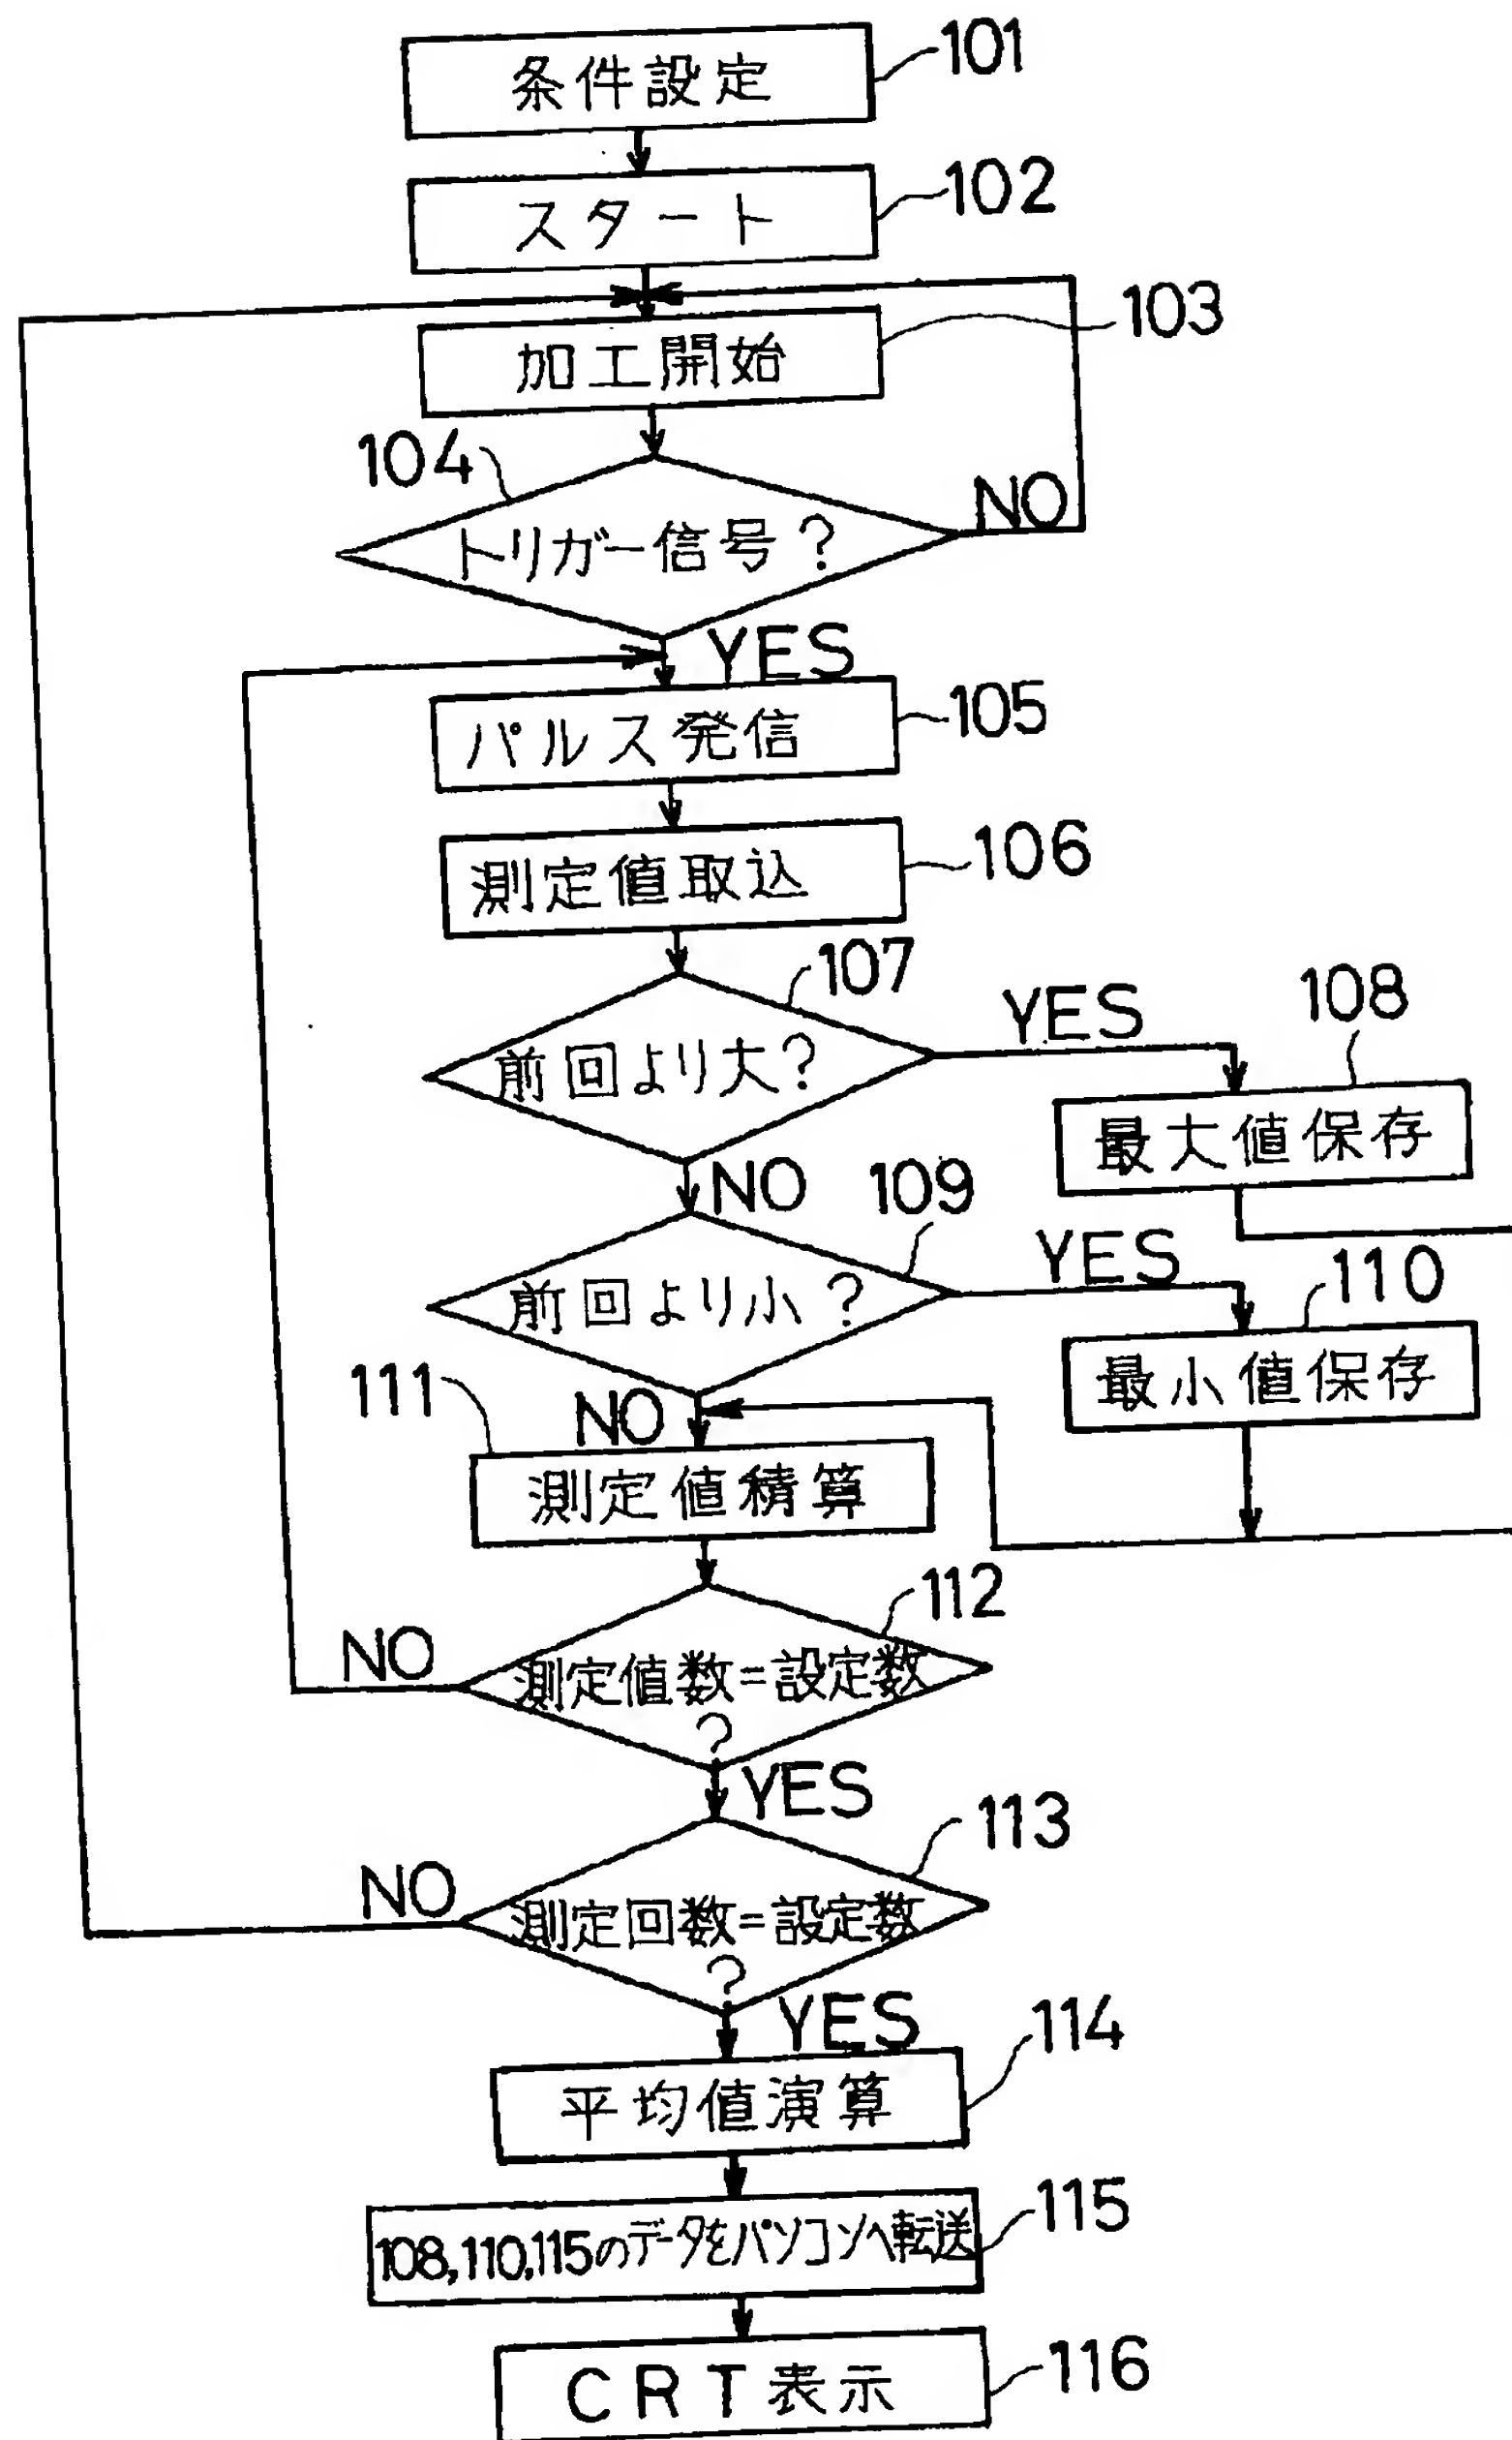 条件設定
101
スタート
102
加工開始
103
104
トリガー信号?
NO
YES
パルス発信
105
測定値取込
106
107
前回より大?
YES
108
最大値保存
NO
109
前回より小?
YES
110
最小値保存
111
NO
測定値積算
112
NO
測定値数=設定数
?
YES
113
NO
測定回数=設定数
?
YES
114
平均値演算
115
108,110,115のデータをパソコンへ転送
CRT表示
116